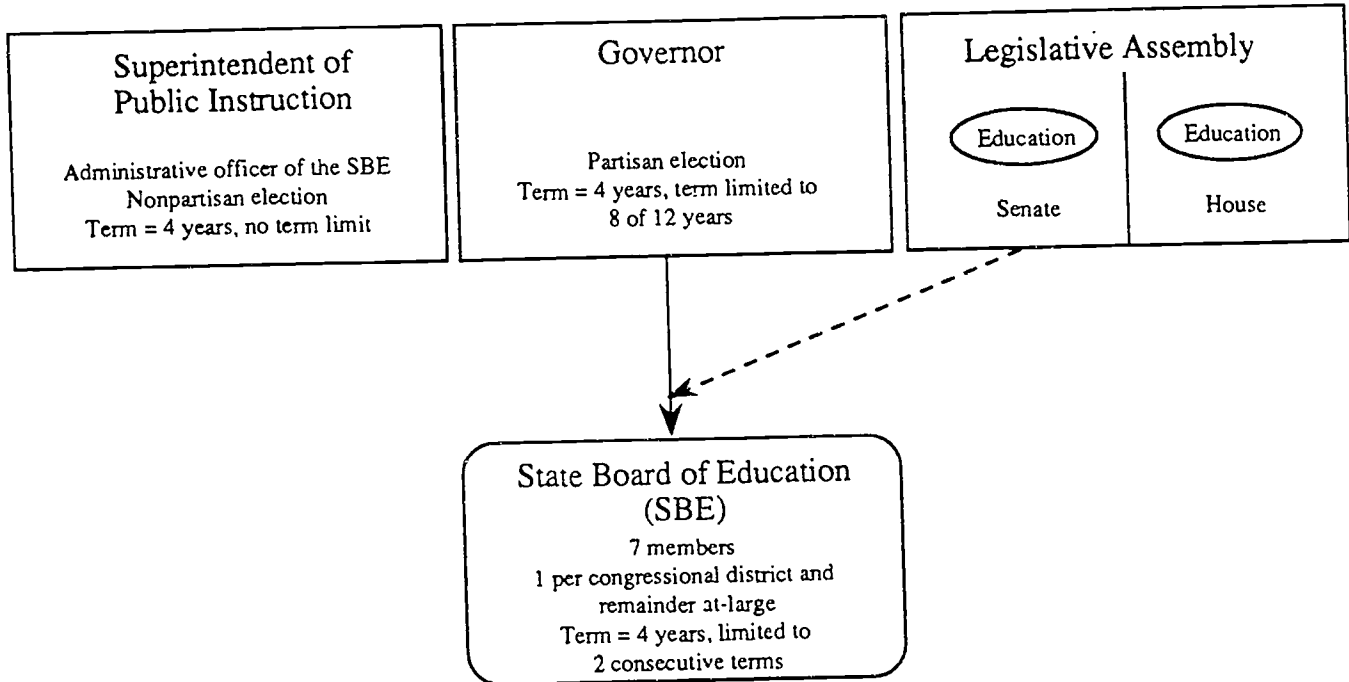 Superintendent of
Public Instruction
Administrative officer of the SBE
Nonpartisan election
Term = 4 years, no term limit
Governor
Partisan election
Term = 4 years, term limited to
8 of 12 years
Legislative Assembly
Education
Senate
Education
House
State Board of Education
(SBE)
7 members
1 per congressional district and
remainder at-large
Term = 4 years, limited to
2 consecutive terms